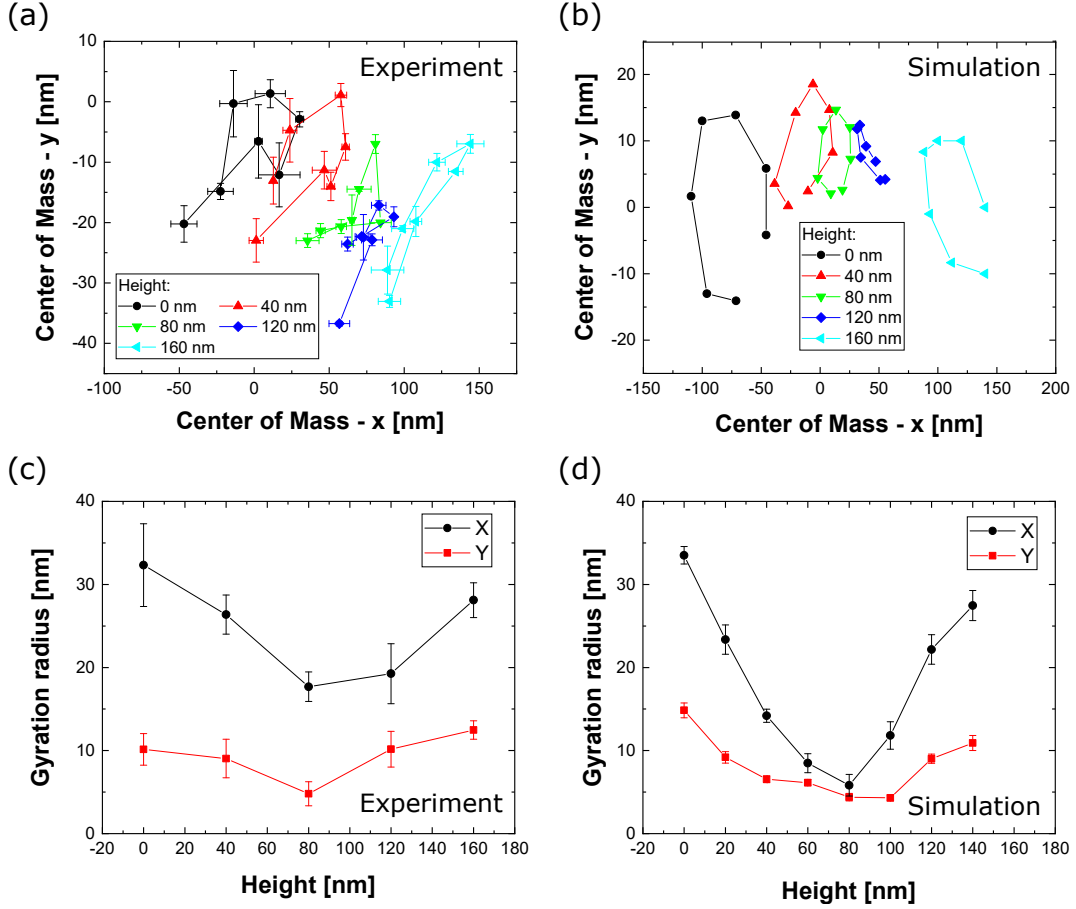 (a)
10
0
-10
-20
-30
-40
Center of Mass - y [nm]
Experiment
Height:
0 nm
40 nm
80 nm
120 nm
160 nm
-100
-50
0
50
100
150
Center of Mass - x [nm]
(b)
20
10
0
-10
-20
Center of Mass - y [nm]
Simulation
Height:
0 nm
40 nm
80 nm
120 nm
160 nm
-150
-100
-50
0
50
100
150
200
Center of Mass - x [nm]
(c)
40
30
20
10
0
Gyration radius [nm]
X
Y
Experiment
-20
0
20
40
60
80
100
120
140
160
180
Height [nm]
(d)
40
30
20
10
0
Gyration radius [nm]
X
Y
Simulation
-20
0
20
40
60
80
100
120
140
160
180
Height [nm]